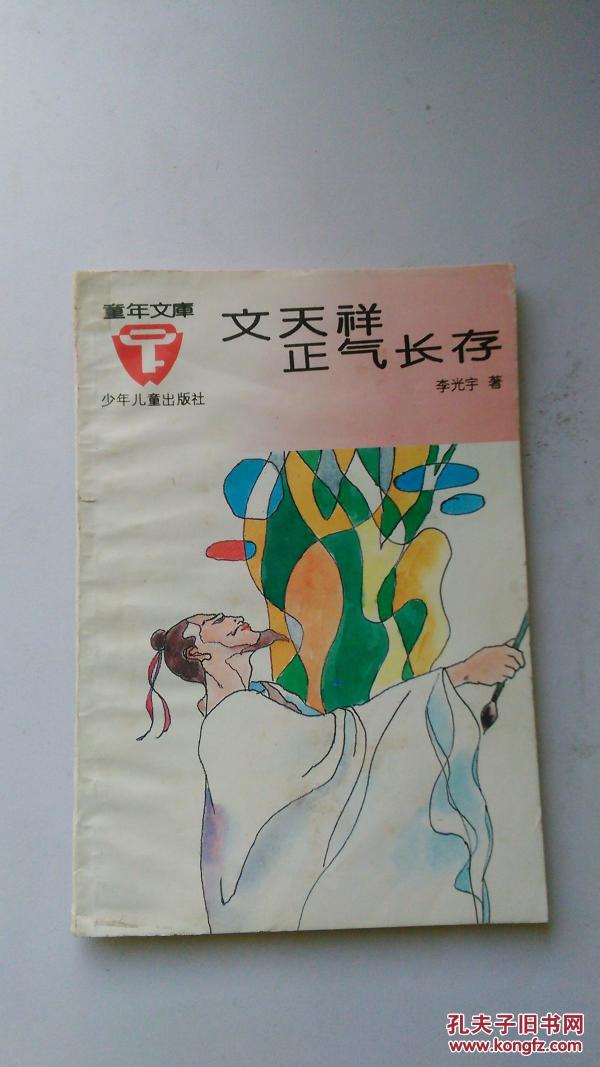 童年文庫
少年儿童出版社
文天祥
正气长存
李光宇 著
孔夫子旧书网
www.kongfz.com